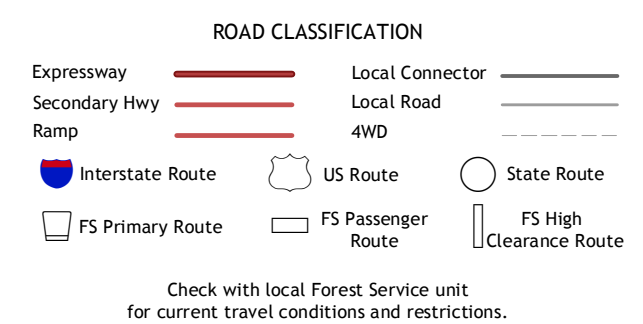 ROAD CLASSIFICATION
Expressway
Local Connector
Secondary Hwy
Local Road
Ramp
4WD
Interstate Route
US Route
State Route
FS Primary Route
FS Passenger
Route
FS High
Clearance Route
Check with local Forest Service unit
for current travel conditions and restrictions.